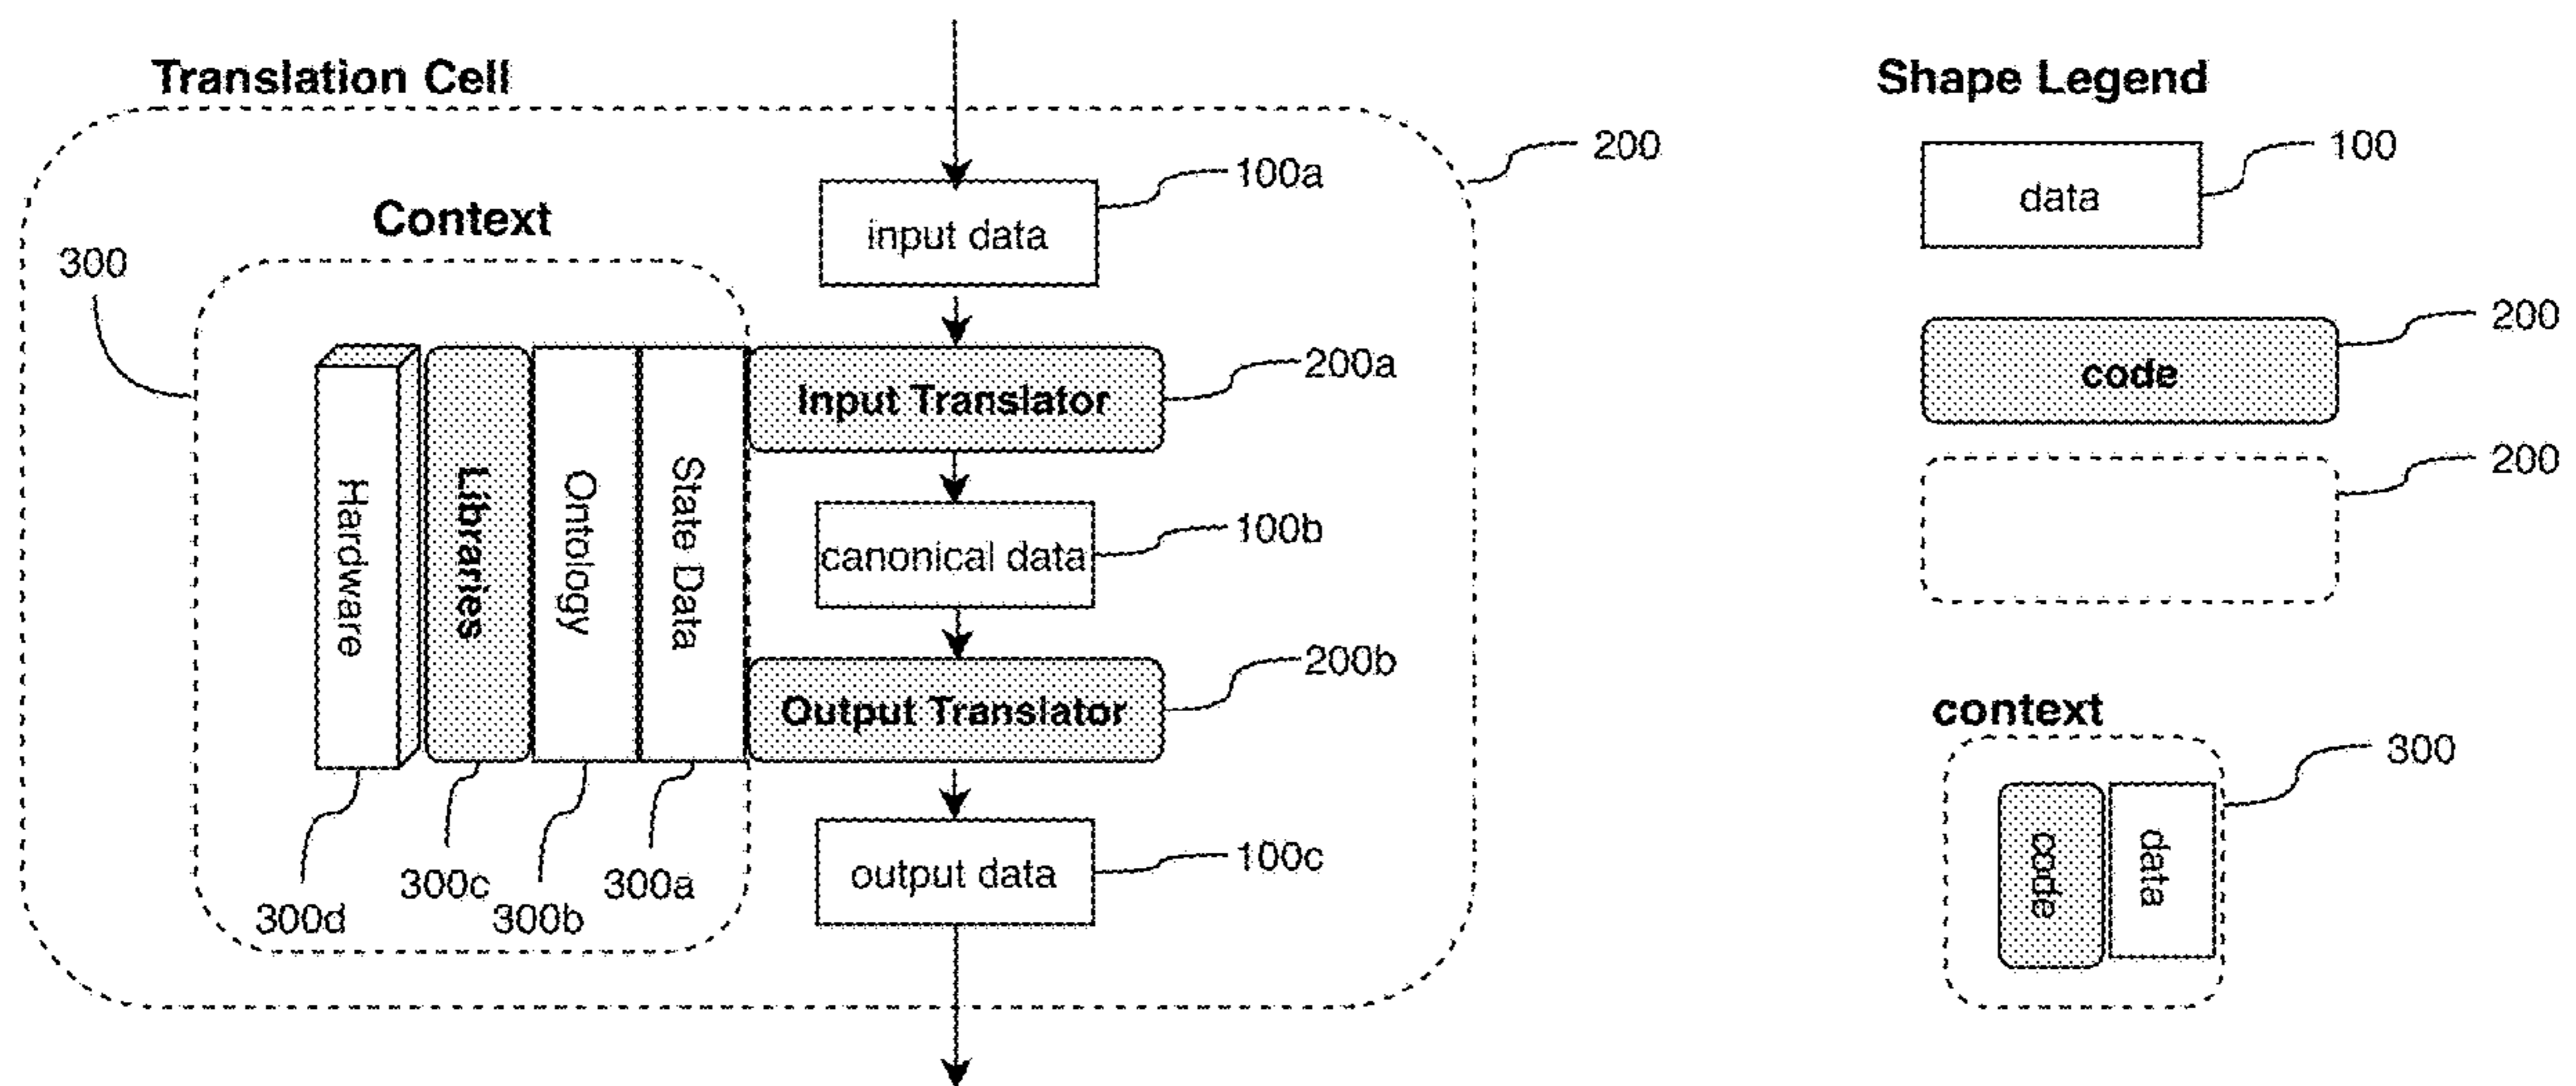 Translation Cell
Shape Legend
200
100
100a
data
Context
input data
300
200
200a
code
Input Translator
Hardware
Libraries
Ontology
State Data
200
100b
canonical data
200b
Output Translator
context
300
100c
output data
code
data
300c
300a
300d
300b